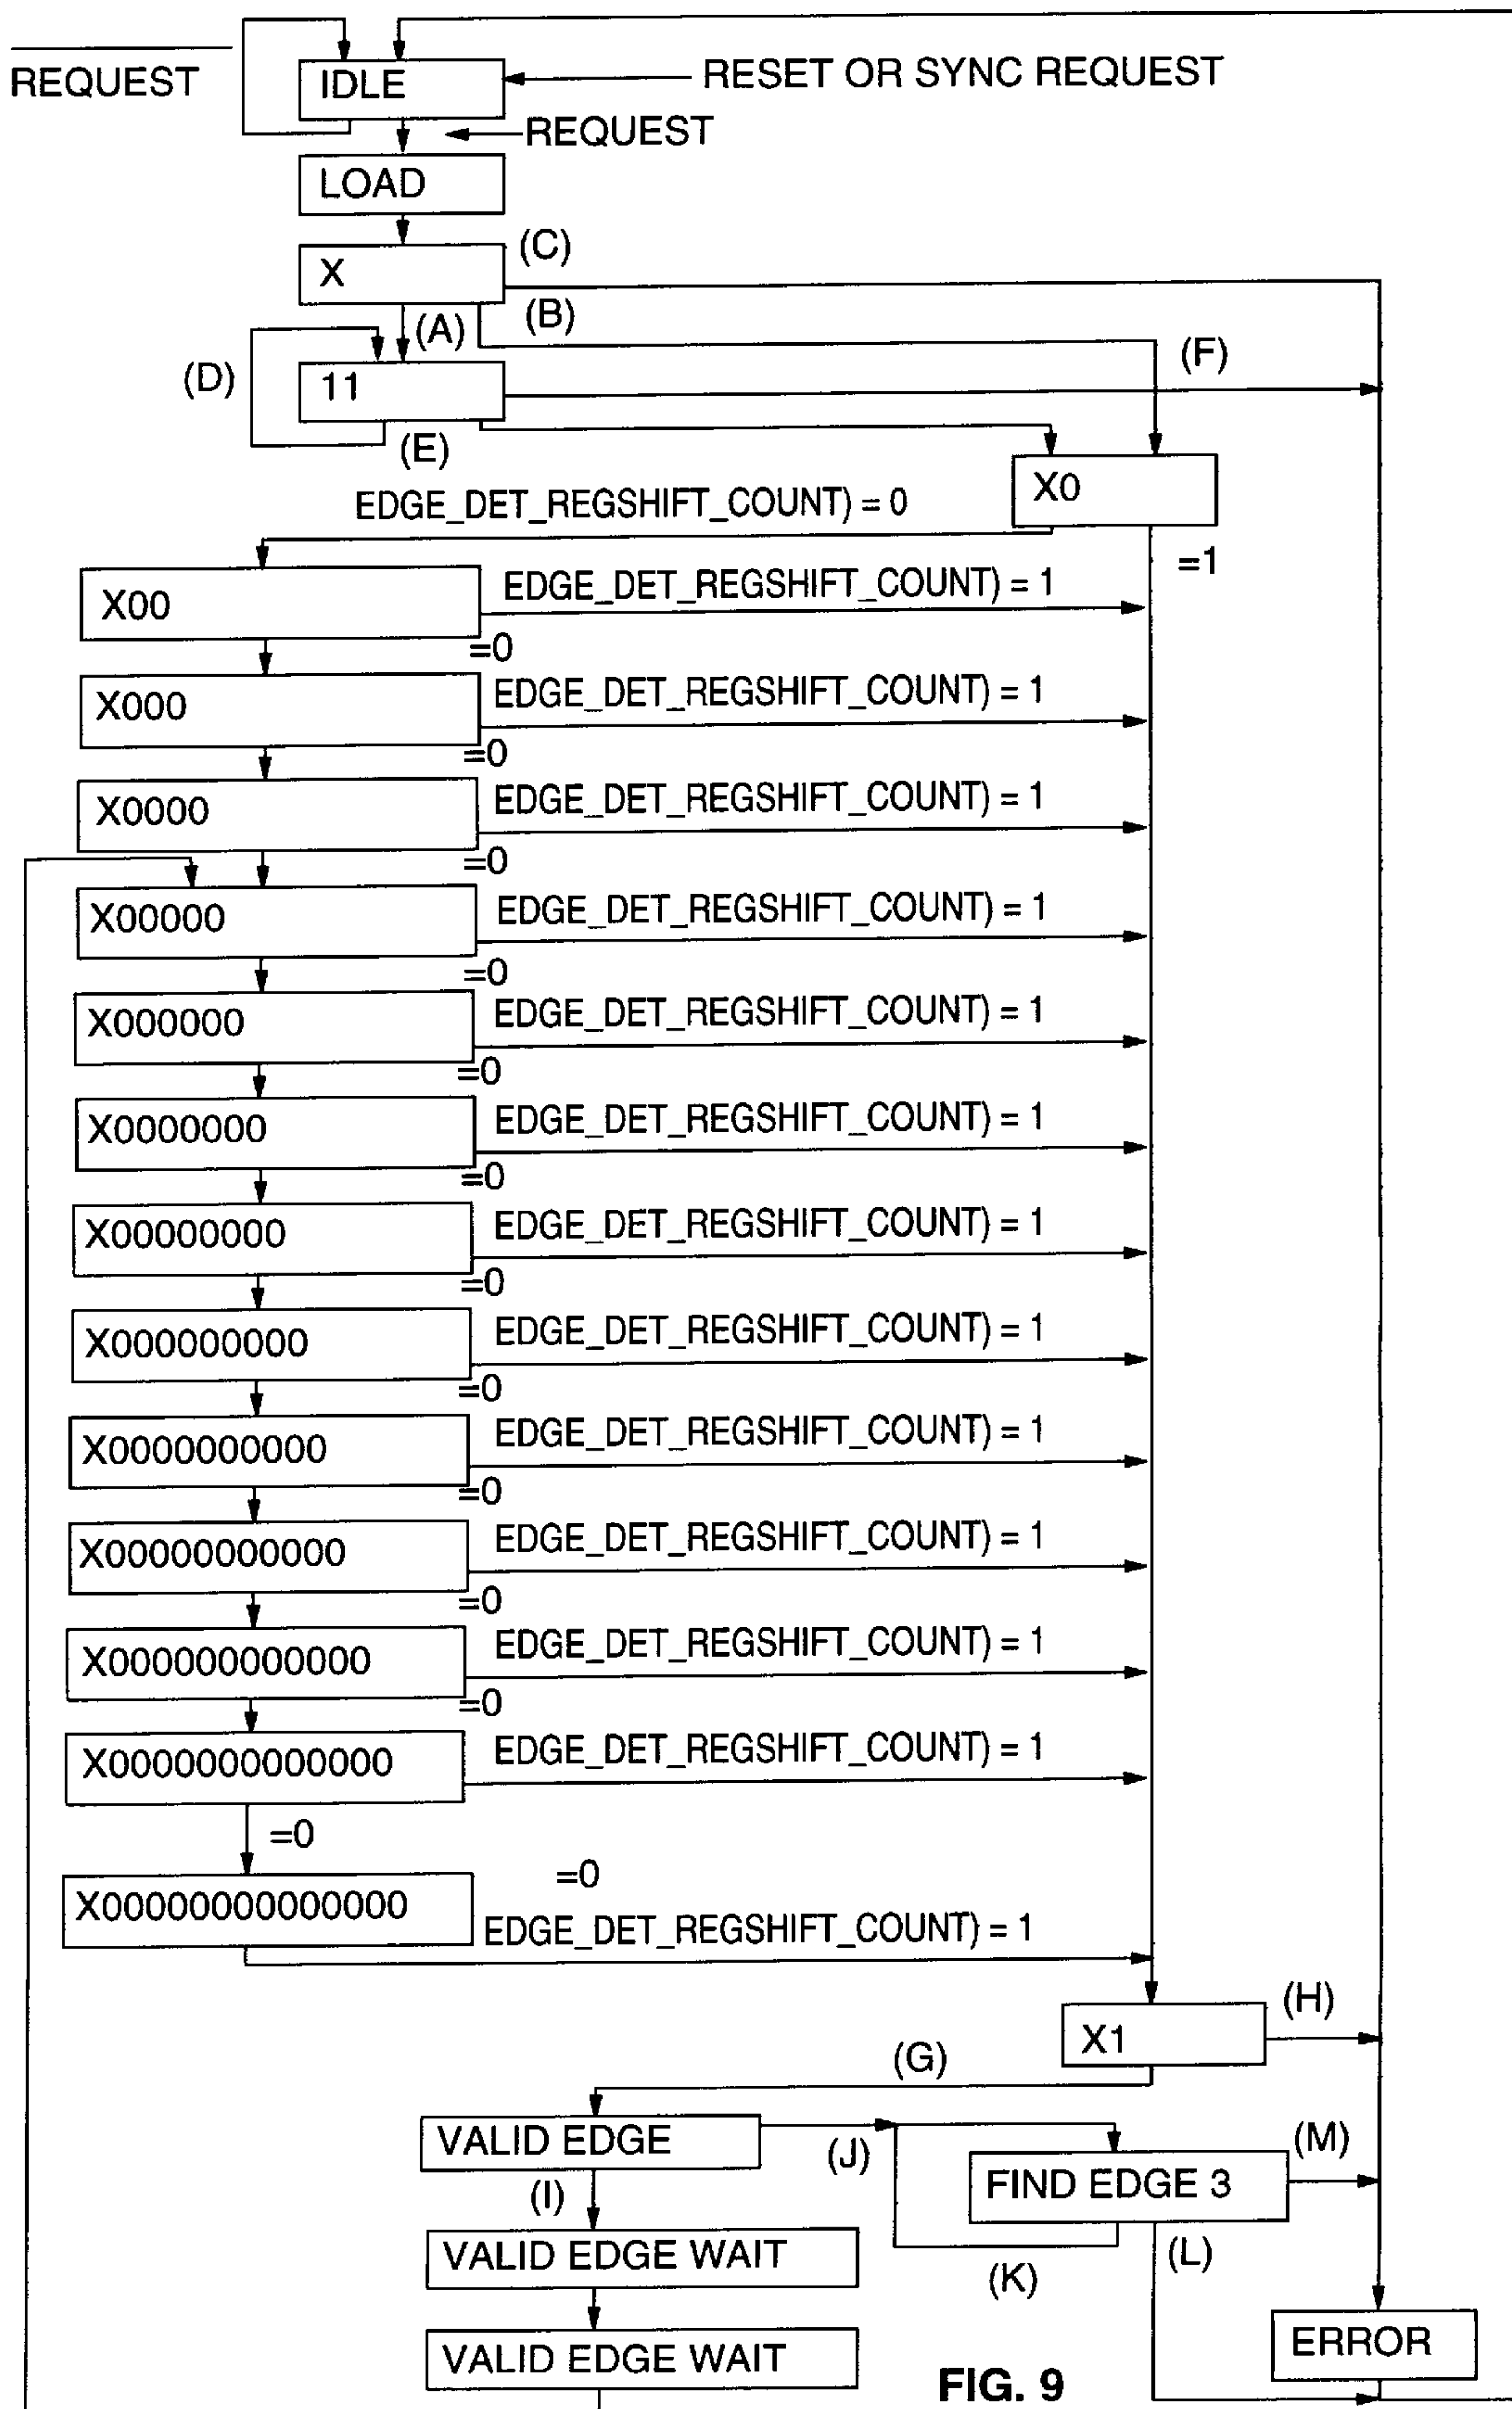 REQUEST
IDLE
RESET OR SYNC REQUEST
REQUEST
LOAD
X
(C)
(B)
(A)
(D)
11
(F)
(E)
X0
EDGE_DET_REGSHIFT_COUNT) = 0
=1
X00
EDGE_DET_REGSHIFT_COUNT) = 1
=0
X000
EDGE_DET_REGSHIFT_COUNT) = 1
=0
X0000
EDGE_DET_REGSHIFT_COUNT) = 1
=0
X00000
EDGE_DET_REGSHIFT_COUNT) = 1
=0
X000000
EDGE_DET_REGSHIFT_COUNT) = 1
=0
X0000000
EDGE_DET_REGSHIFT_COUNT) = 1
=0
X00000000
EDGE_DET_REGSHIFT_COUNT) = 1
=0
X000000000
EDGE_DET_REGSHIFT_COUNT) = 1
=0
X0000000000
EDGE_DET_REGSHIFT_COUNT) = 1
=0
X00000000000
EDGE_DET_REGSHIFT_COUNT) = 1
=0
X000000000000
EDGE_DET_REGSHIFT_COUNT) = 1
=0
X0000000000000
EDGE_DET_REGSHIFT_COUNT) = 1
=0
X00000000000000
=0
EDGE_DET_REGSHIFT_COUNT) = 1
X1
(H)
(G)
VALID EDGE
(J)
(M)
FIND EDGE 3
(I)
VALID EDGE WAIT
(K)
(L)
VALID EDGE WAIT
ERROR
FIG. 9